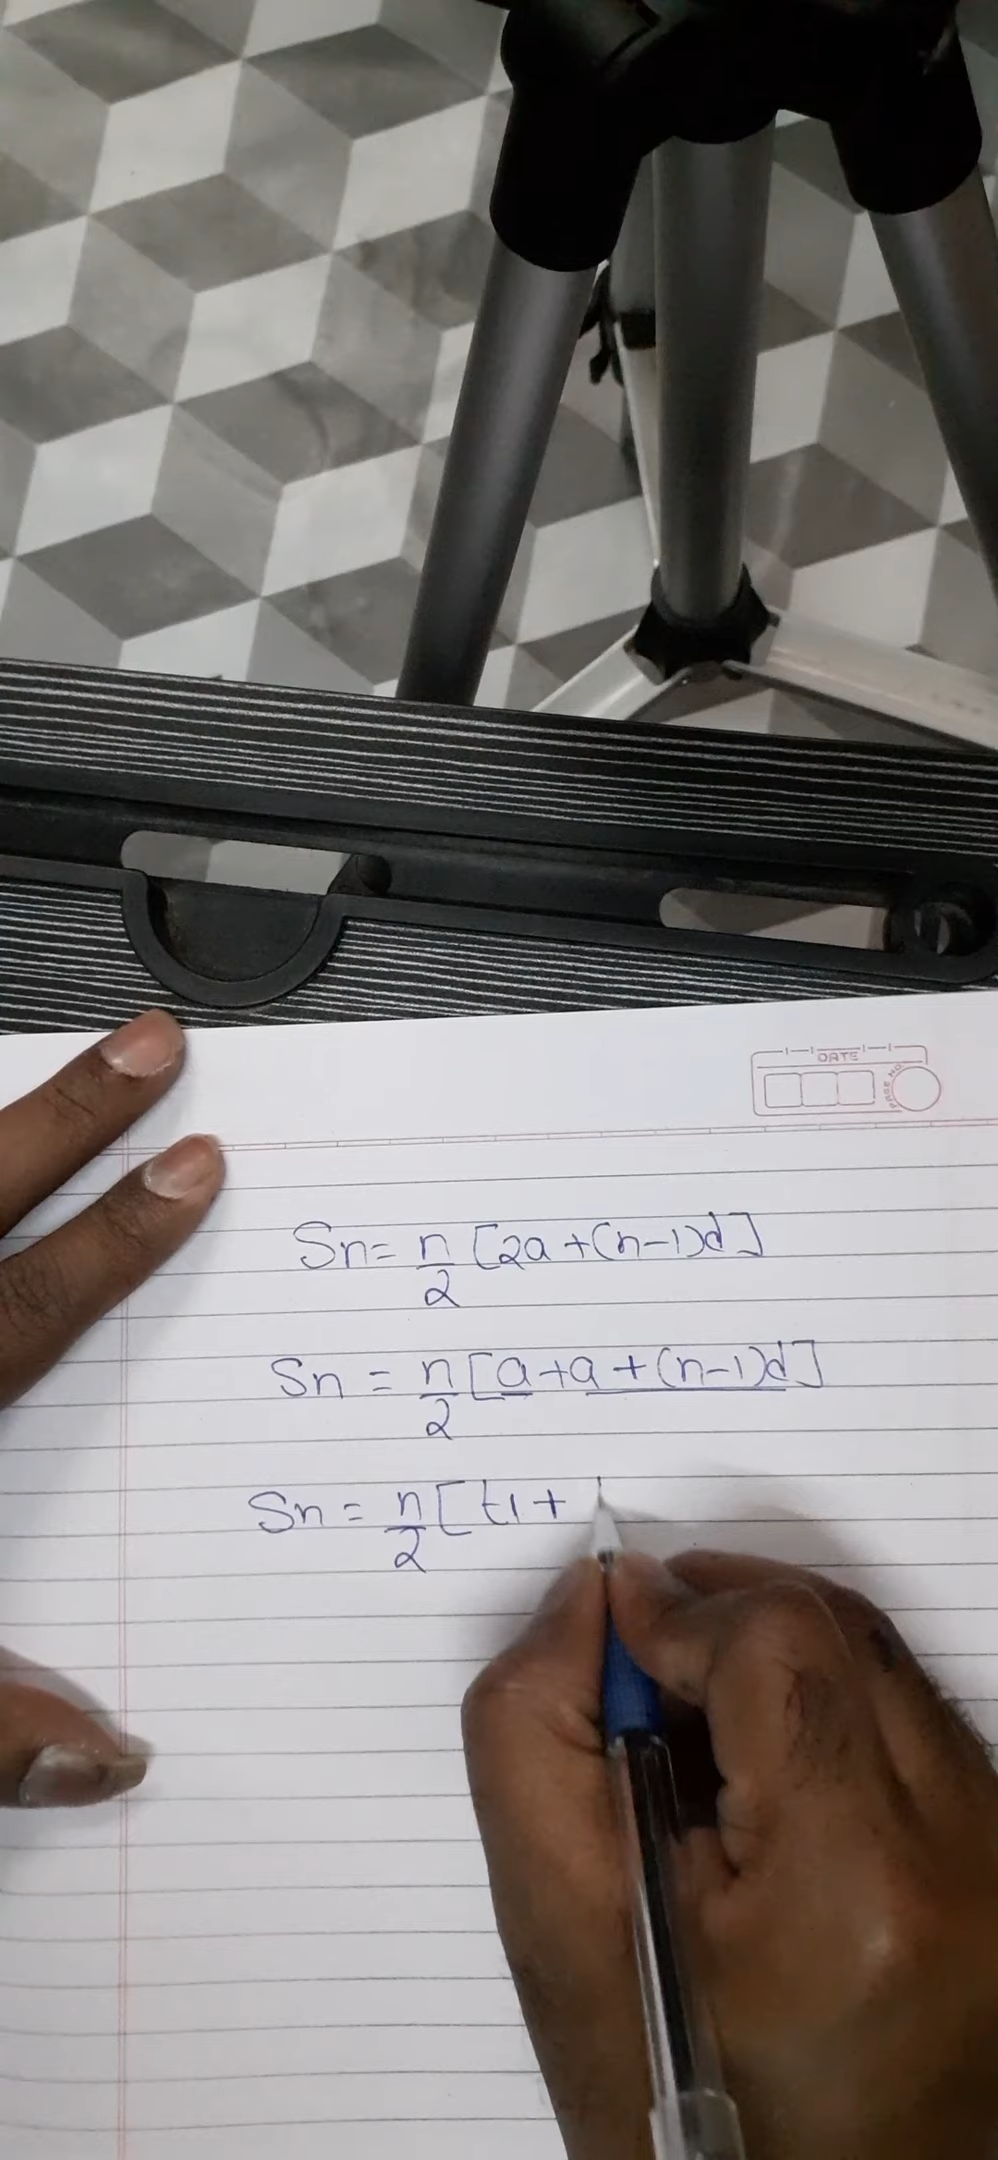 DATE
PAGE NO
Sn = n/2 [2a + (n-1)d]
Sn = n/2 [a + a + (n-1)d]
Sn = n/2 [t1 +